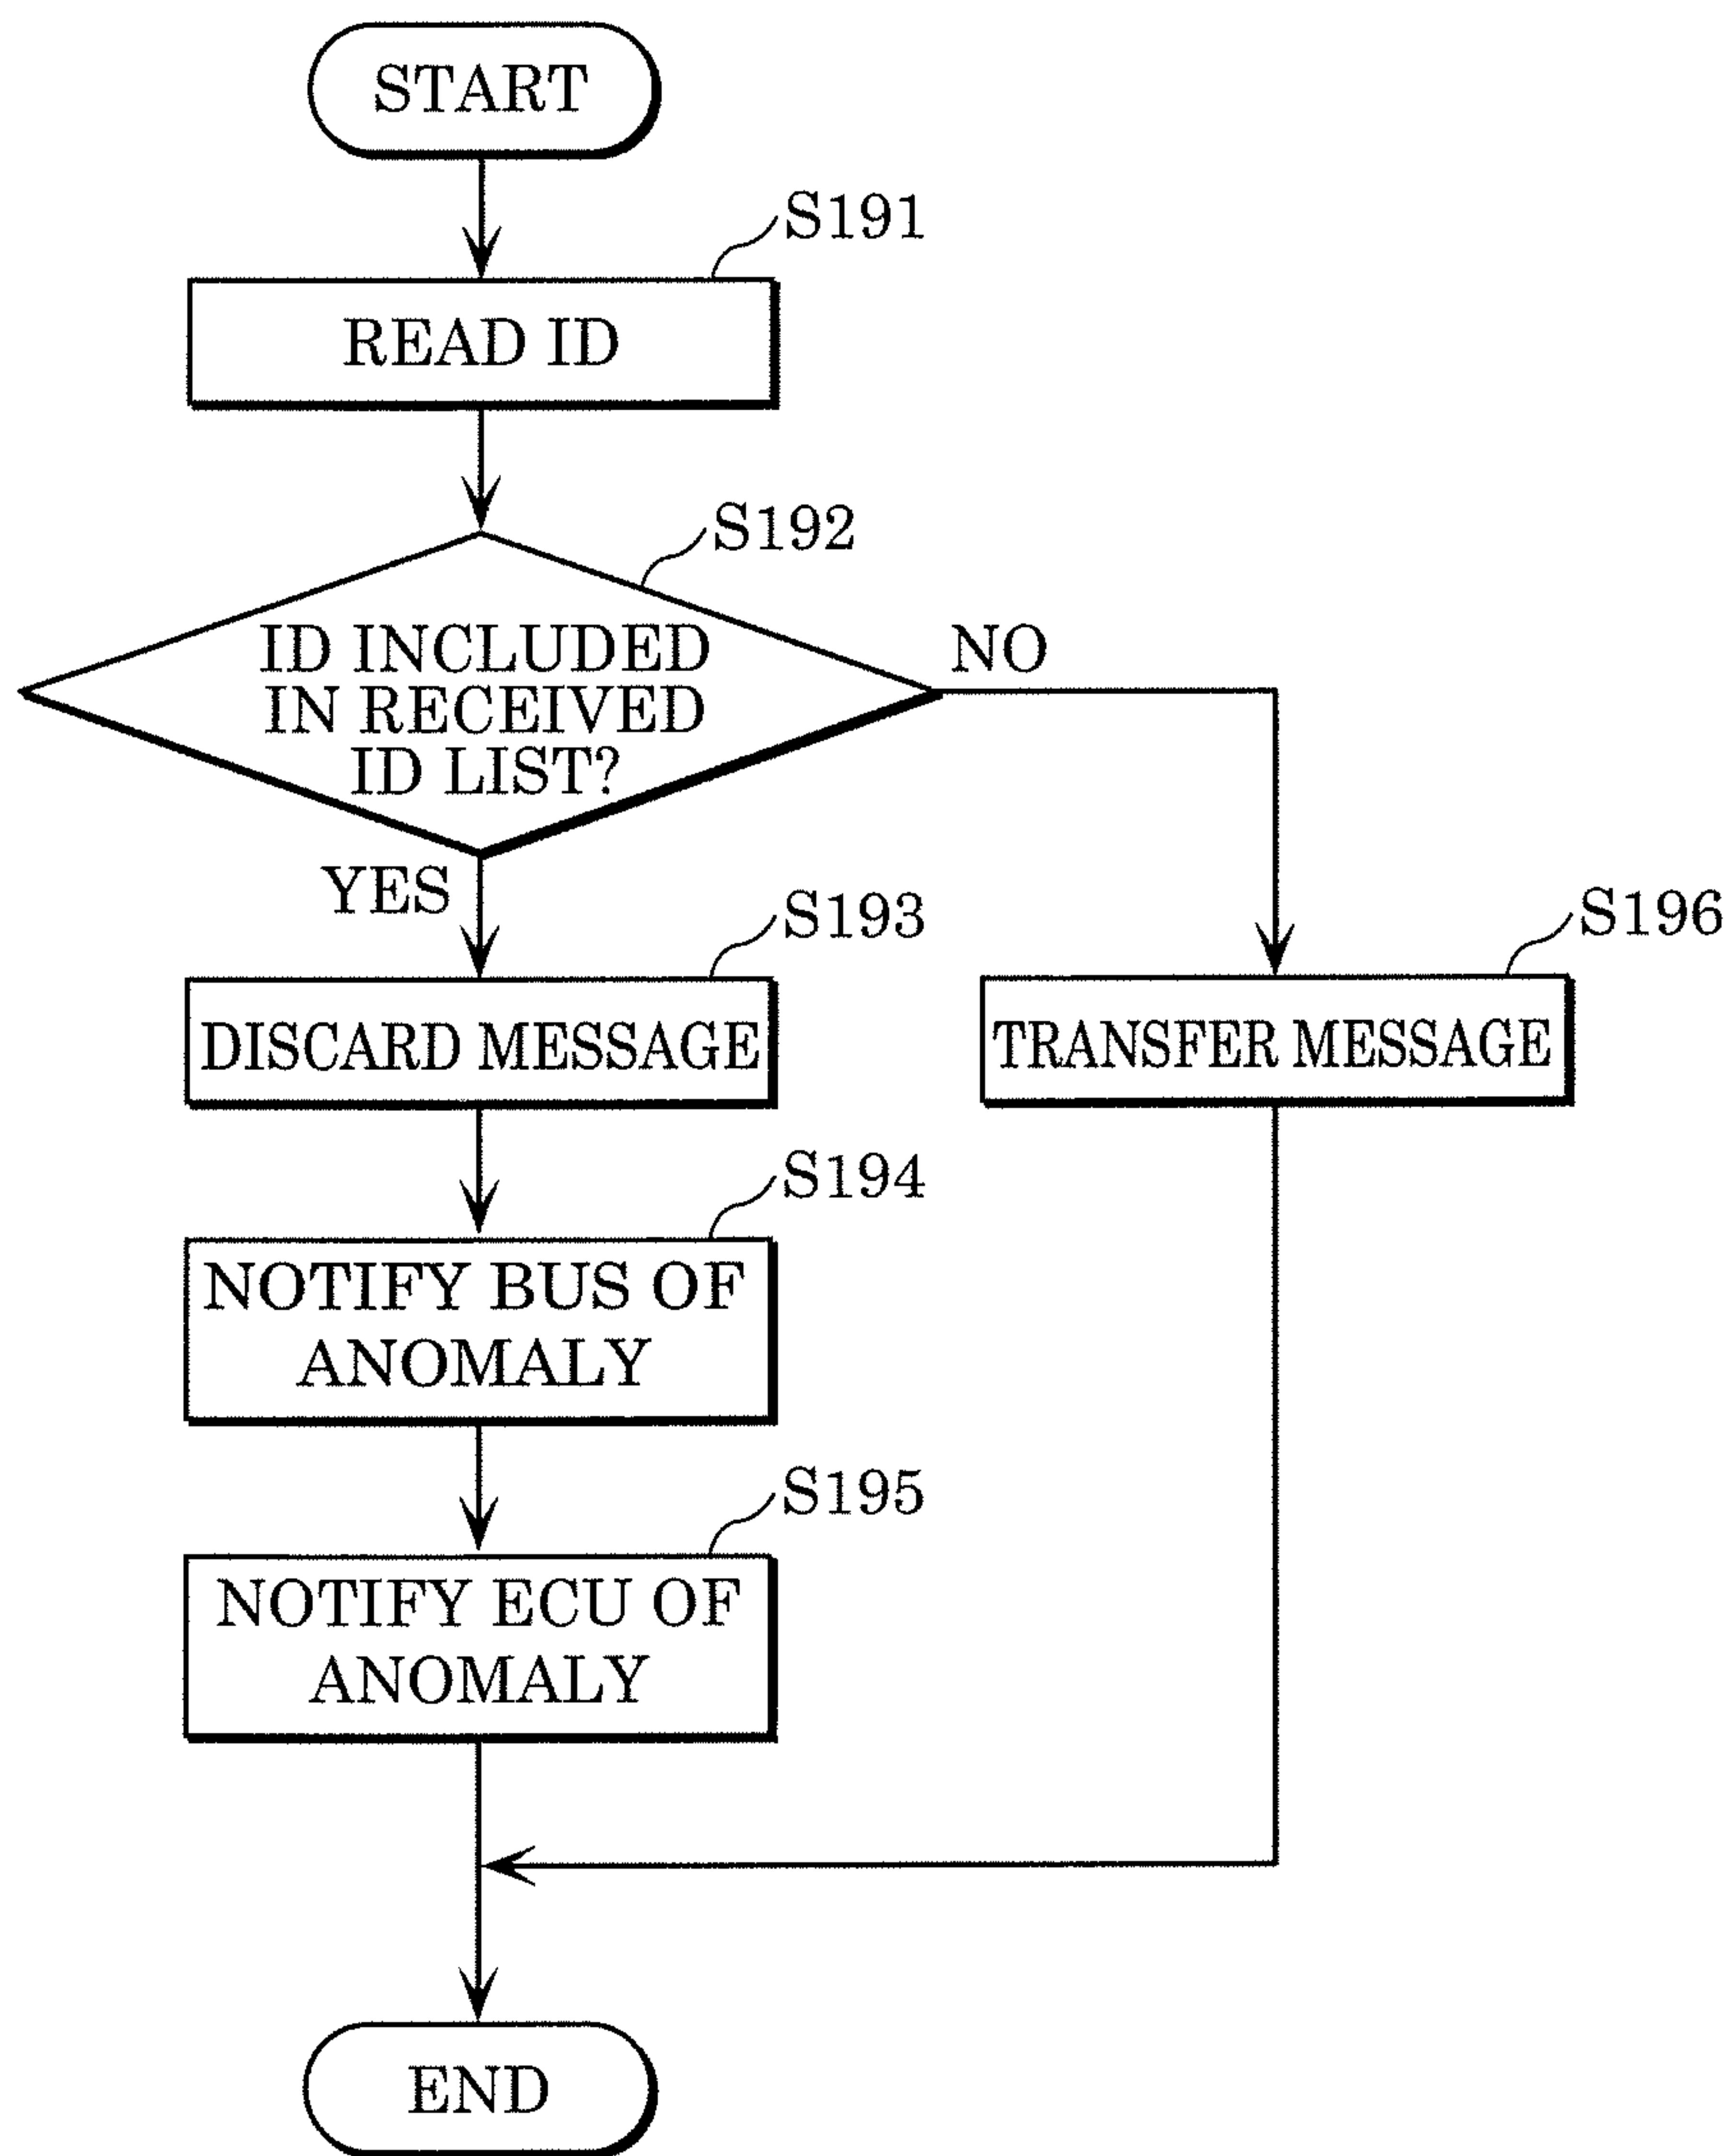 START
S191
READ ID
S192
ID INCLUDED
IN RECEIVED
ID LIST?
NO
YES
S193
DISCARD MESSAGE
S196
TRANSFER MESSAGE
S194
NOTIFY BUS OF
ANOMALY
S195
NOTIFY ECU OF
ANOMALY
END